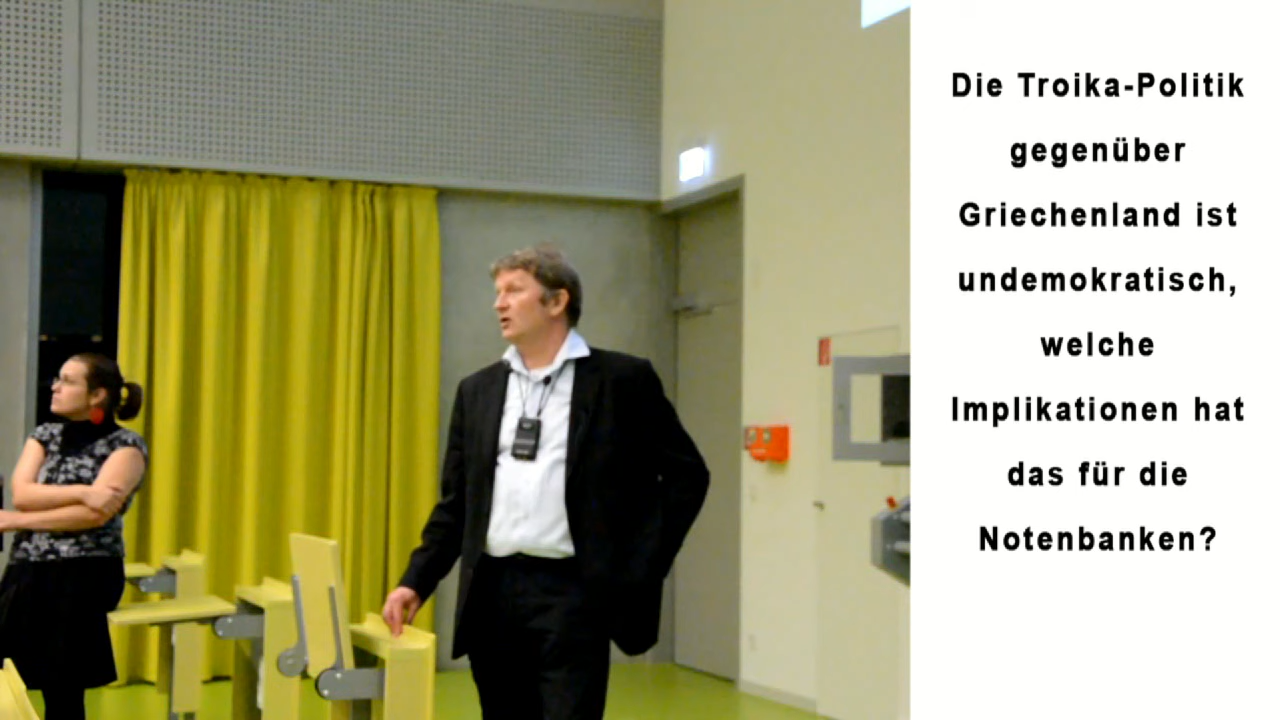 Die Troika-Politik
gegenüber
Griechenland ist
undemokratisch,
welche
Implikationen hat
das für die
Notenbanken?